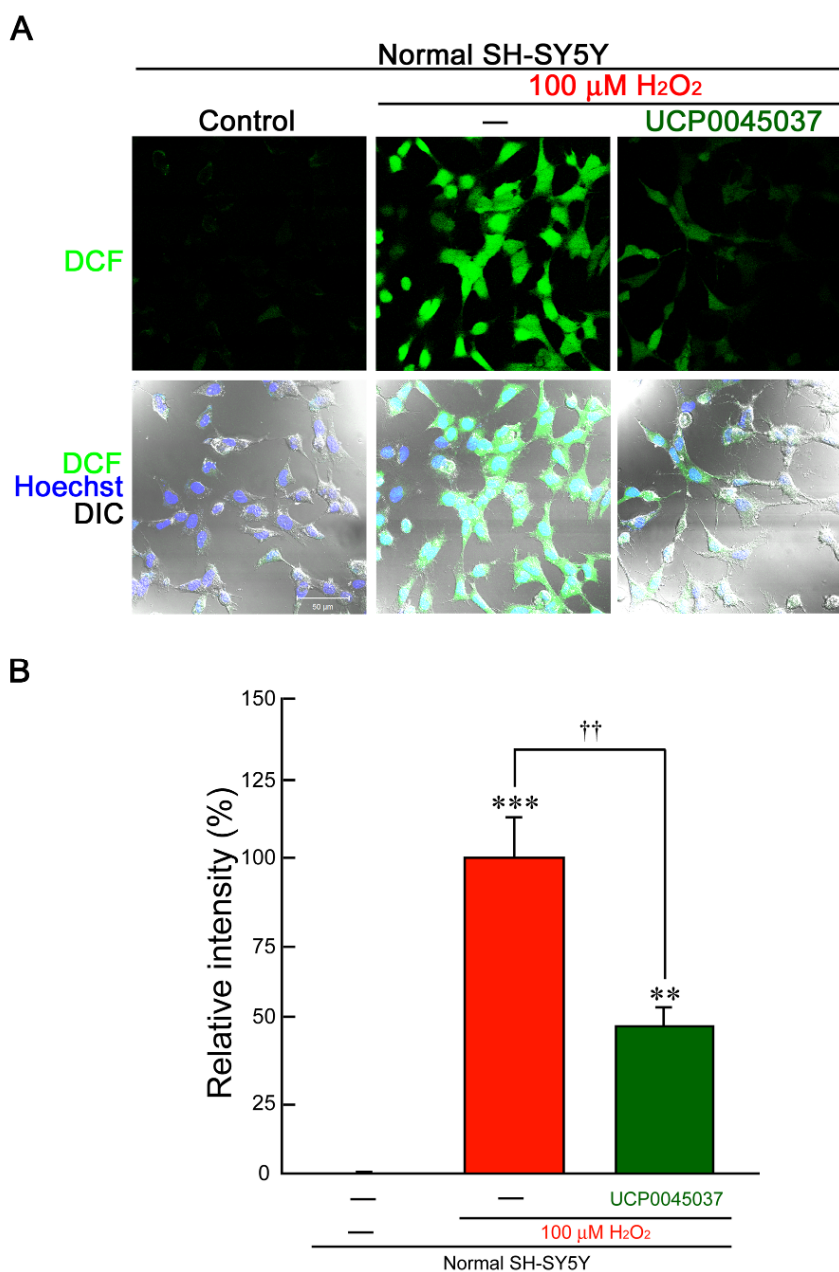 A
Normal SH-SY5Y
100 μM H₂O₂
Control
—
UCP0045037
DCF
DCF
Hoechst
DIC
50 μm
B
Relative intensity (%)
150
125
100
75
50
25
0
††
***
**
— — UCP0045037
— 100 μM H₂O₂
Normal SH-SY5Y